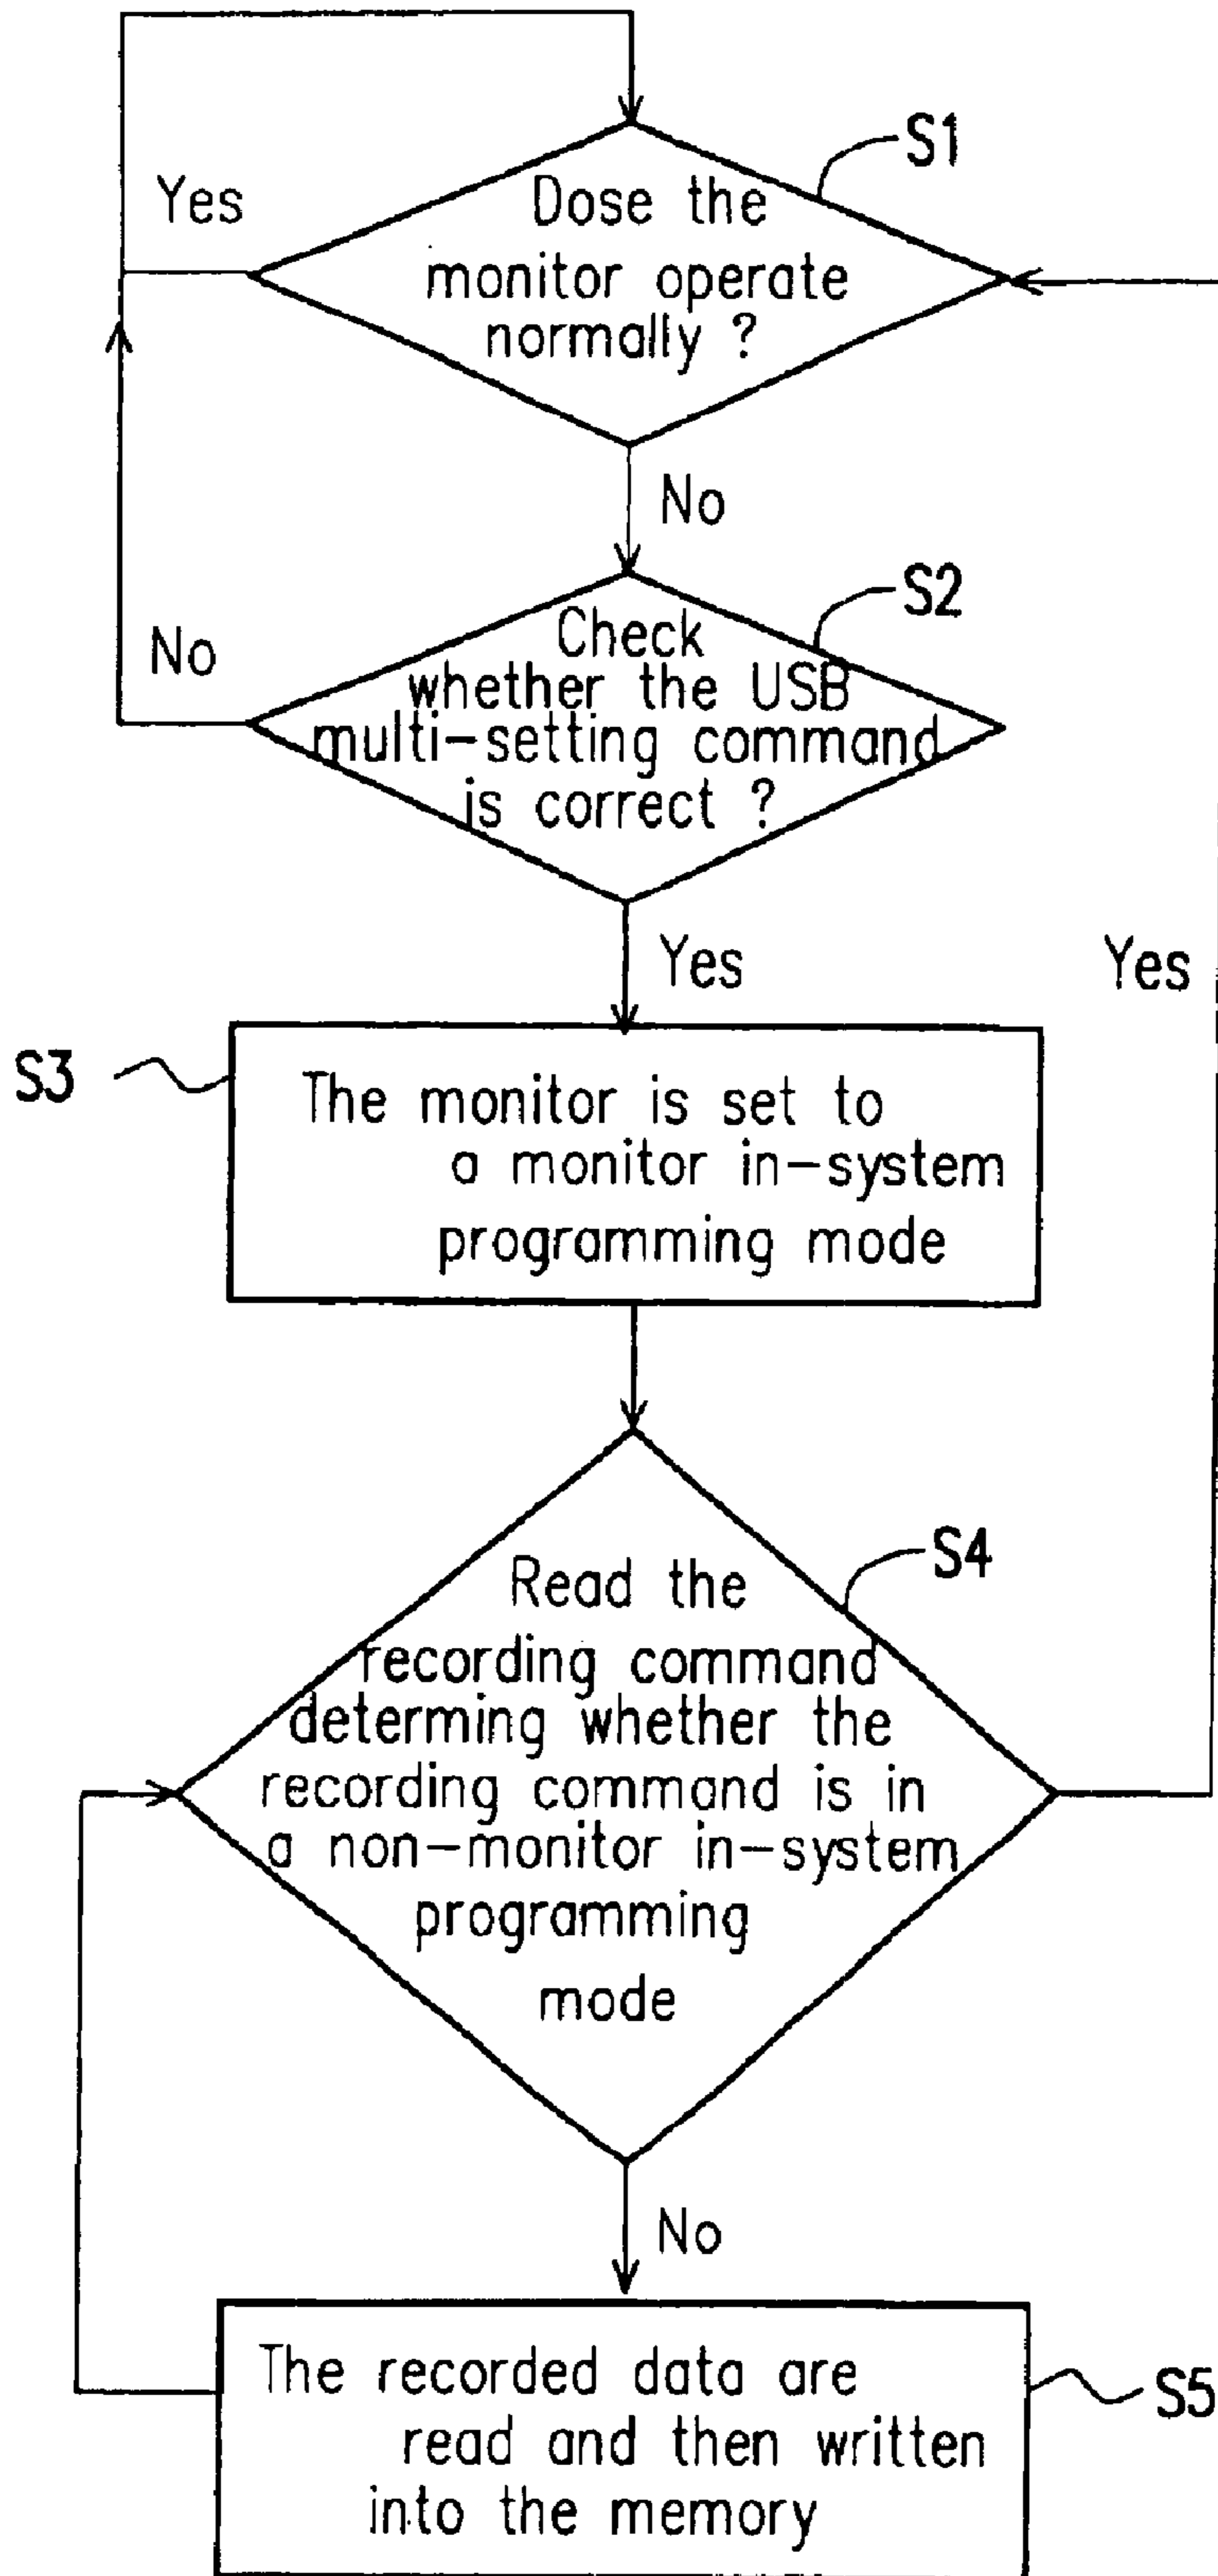 S1
Yes
Dose the
monitor operate
normally ?
No
S2
No
Check
whether the USB
multi-setting command
is correct ?
Yes
Yes
S3
The monitor is set to
a monitor in-system
programming mode
S4
Read the
recording command
determing whether the
recording command is in
a non-monitor in-system
programming
mode
No
The recorded data are
read and then written
into the memory
S5